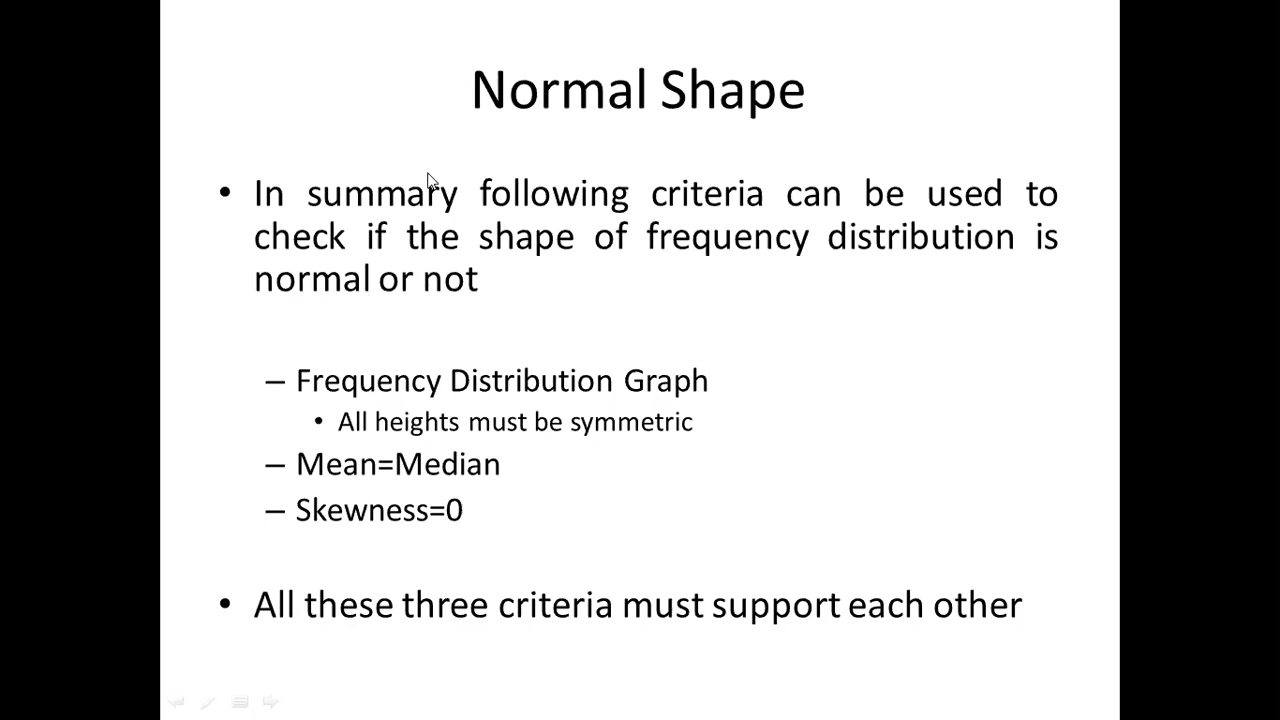 Normal Shape
• In summary following criteria can be used to
check if the shape of frequency distribution is
normal or not
– Frequency Distribution Graph
• All heights must be symmetric
– Mean=Median
– Skewness=0
• All these three criteria must support each other